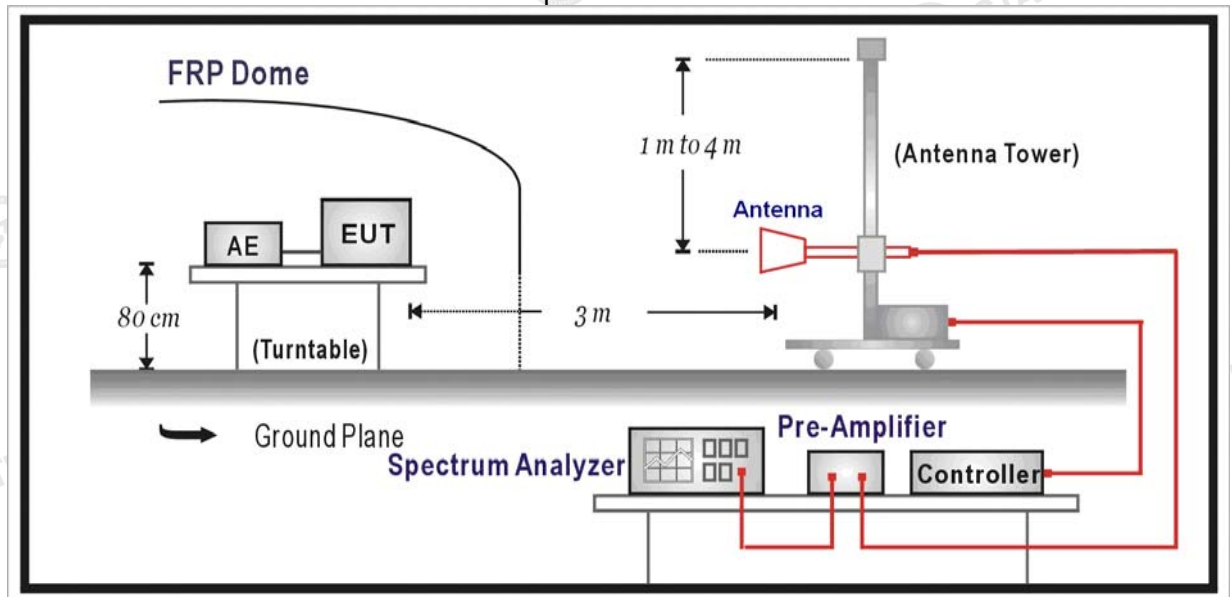 FRP Dome
1 m to 4 m
(Antenna Tower)
Antenna
AE
EUT
80 cm
3 m
(Turntable)
Ground Plane
Pre-Amplifier
Spectrum Analyzer
Controller